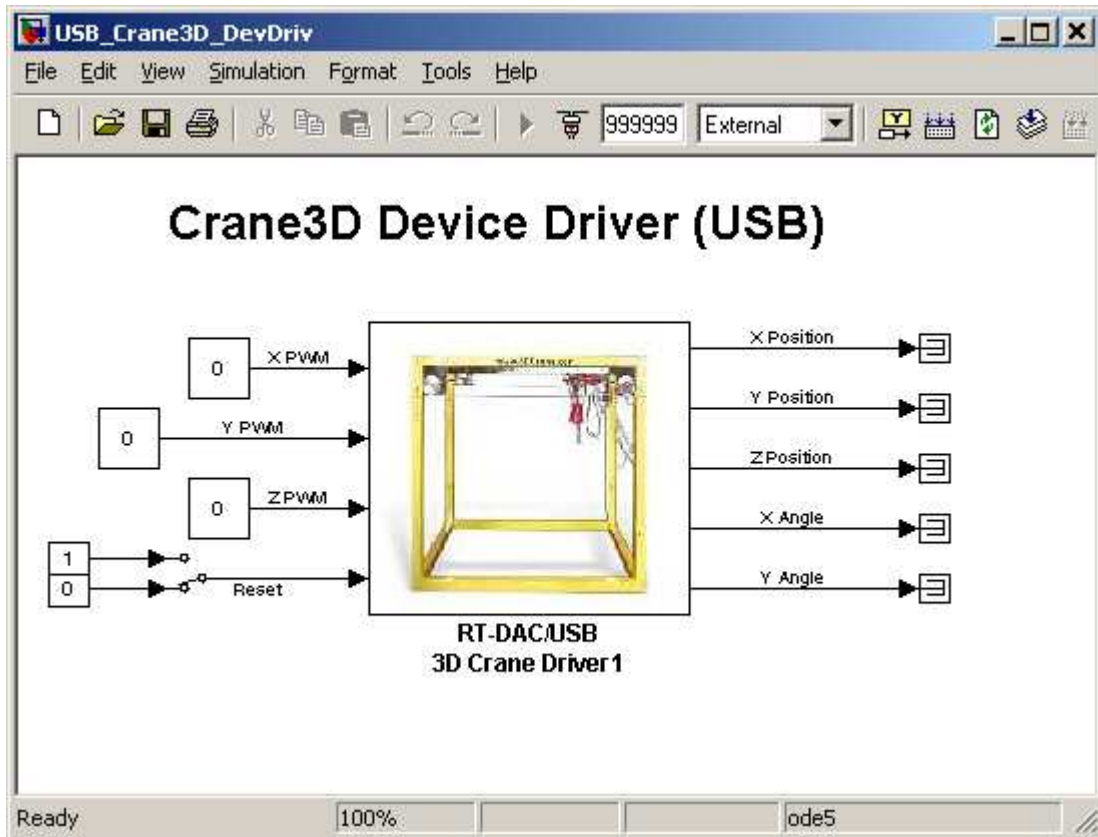 USB_Crane3D_DevDriv
File Edit View Simulation Format Tools Help
999999 External
Crane3D Device Driver (USB)
0 X PWM
0 Y PWM
0 Z PWM
1
0 Reset
X Position
Y Position
Z Position
X Angle
Y Angle
RT-DAC/USB
3D Crane Driver1
Ready 100% ode5